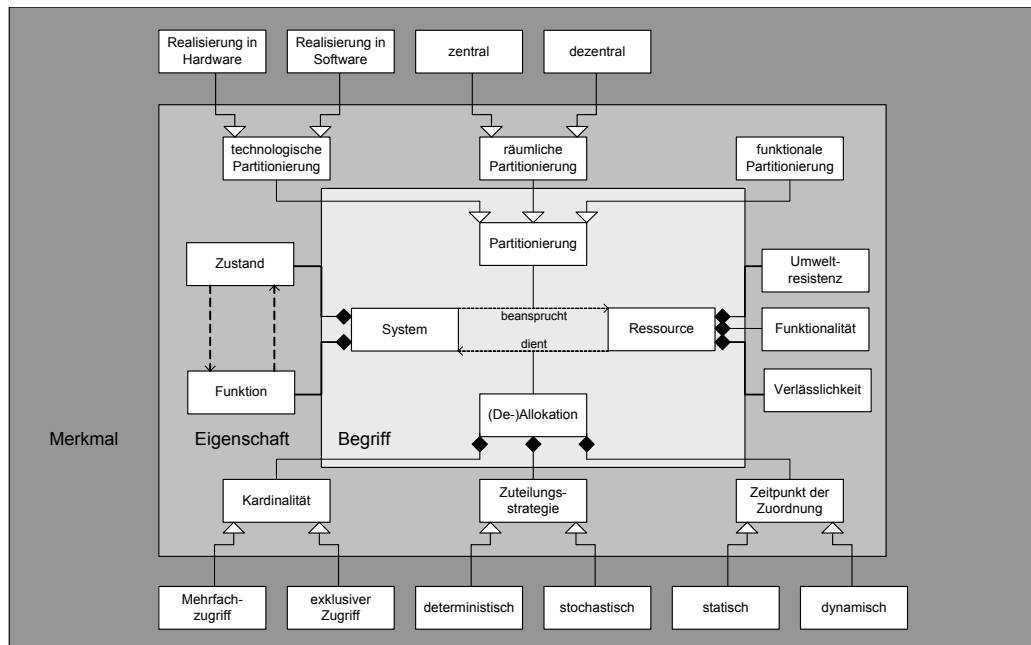 Realisierung in
Hardware
Realisierung in
Software
zentral
dezentral
technologische
Partitionierung
räumliche
Partitionierung
funktionale
Partitionierung
Partitionierung
Zustand
Umwelt-
resistenz
beansprucht
System
Ressource
Funktionalität
dient
Funktion
Verlässlichkeit
(De-)Allokation
Merkmal
Eigenschaft
Begriff
Kardinalität
Zuteilungs-
strategie
Zeitpunkt der
Zuordnung
Mehrfach-
zugriff
exklusiver
Zugriff
deterministisch
stochastisch
statisch
dynamisch